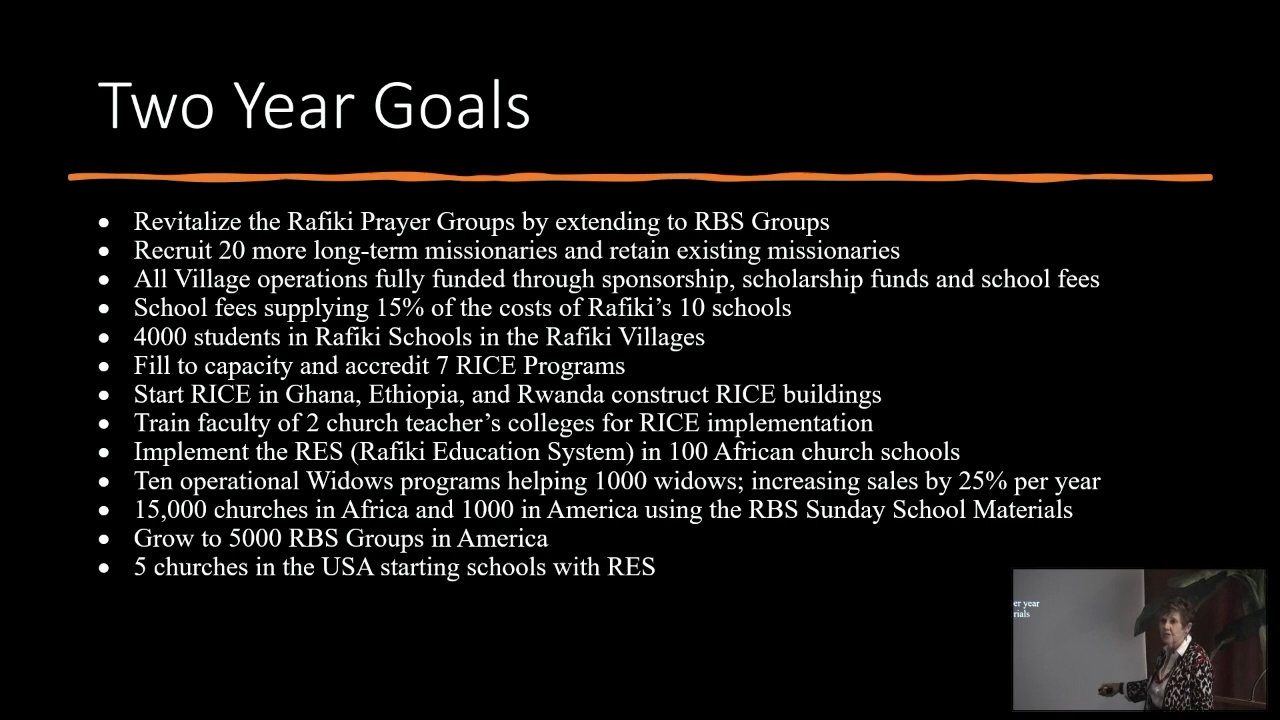 Two Year Goals
• Revitalize the Rafiki Prayer Groups by extending to RBS Groups
• Recruit 20 more long-term missionaries and retain existing missionaries
• All Village operations fully funded through sponsorship, scholarship funds and school fees
• School fees supplying 15% of the costs of Rafiki’s 10 schools
• 4000 students in Rafiki Schools in the Rafiki Villages
• Fill to capacity and accredit 7 RICE Programs
• Start RICE in Ghana, Ethiopia, and Rwanda construct RICE buildings
• Train faculty of 2 church teacher’s colleges for RICE implementation
• Implement the RES (Rafiki Education System) in 100 African church schools
• Ten operational Widows programs helping 1000 widows; increasing sales by 25% per year
• 15,000 churches in Africa and 1000 in America using the RBS Sunday School Materials
• Grow to 5000 RBS Groups in America
• 5 churches in the USA starting schools with RES
er year
rials